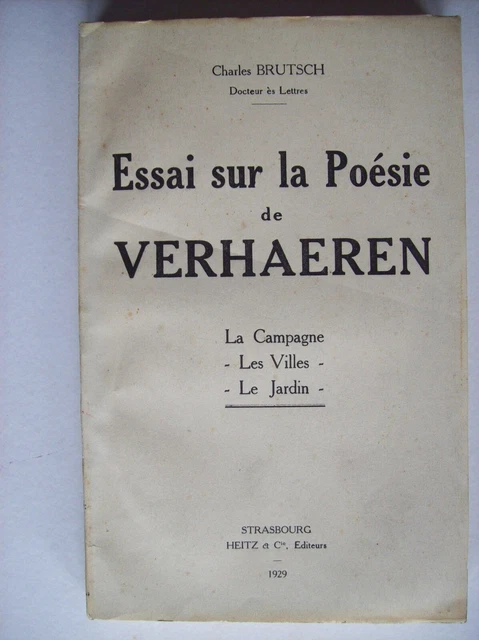 Charles BRUTSCH
Docteur ès Lettres
Essai sur la Poésie
de
VERHAEREN
La Campagne
- Les Villes -
- Le Jardin -
STRASBOURG
HEITZ & Cie, Editeurs
1929